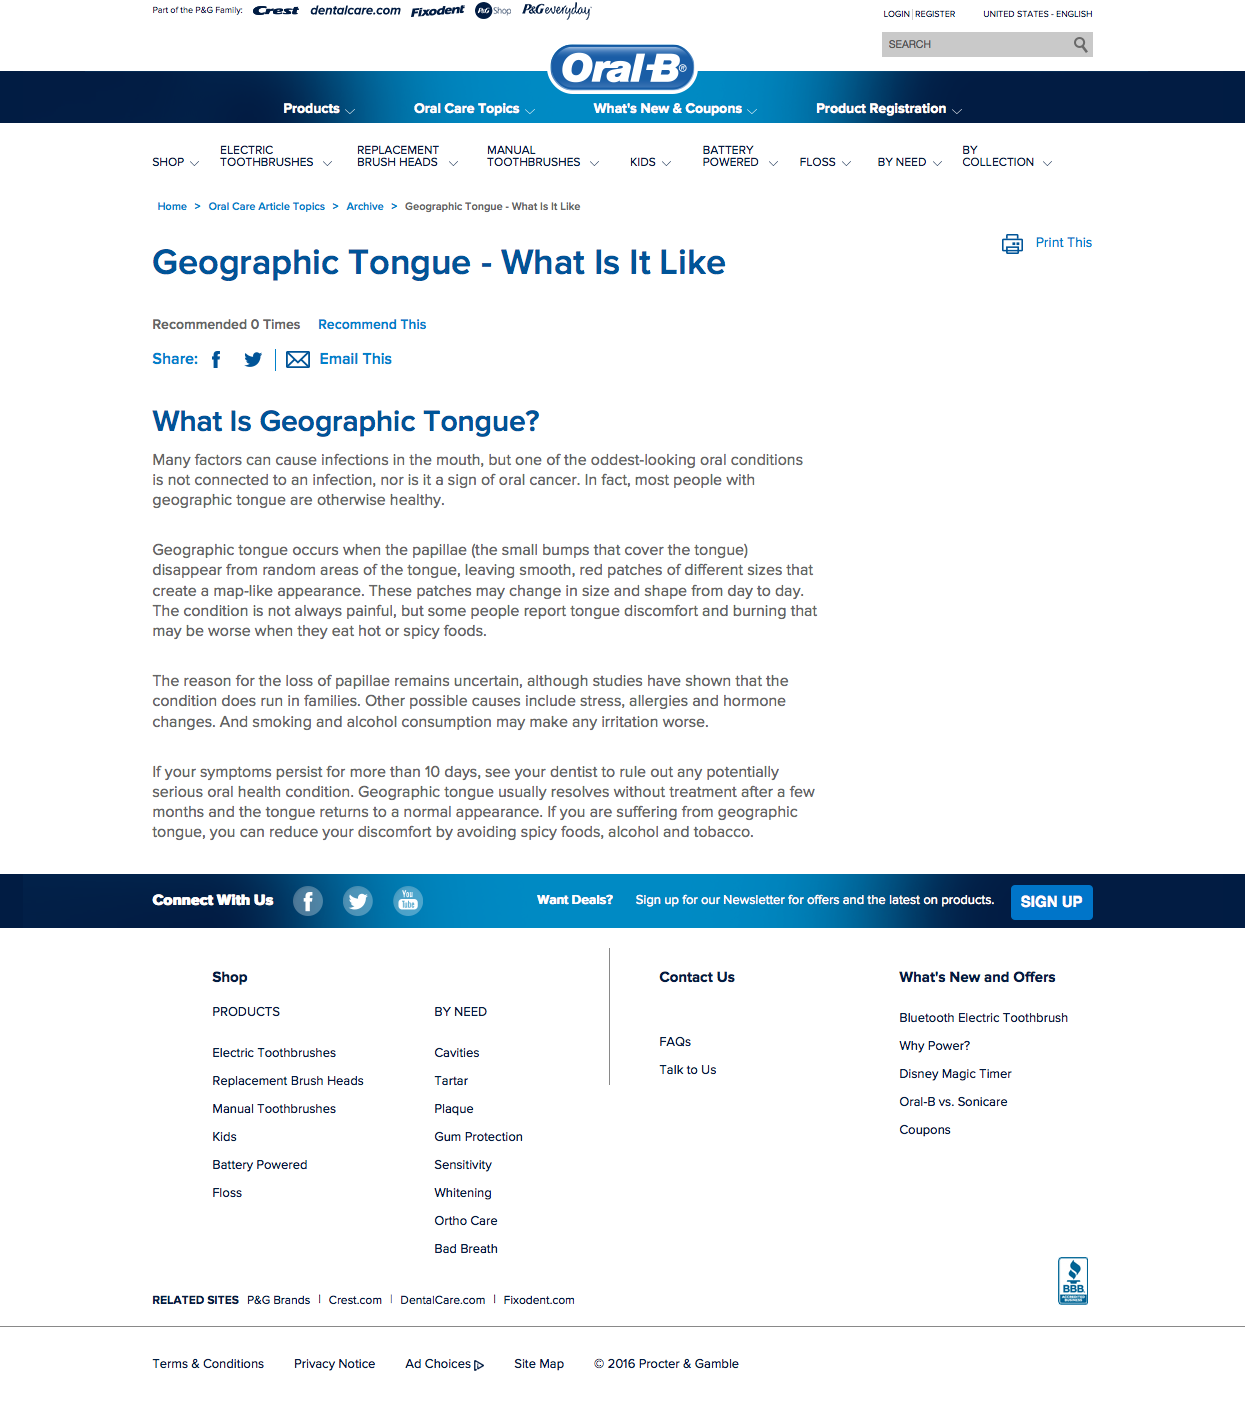 Part of the P&G Family: Crest dentalcare.com Fixodent P&G Shop P&G everyday
LOGIN REGISTER UNITED STATES - ENGLISH
SEARCH
Oral-B®
Products Oral Care Topics What's New & Coupons Product Registration
SHOP ELECTRIC TOOTHBRUSHES REPLACEMENT BRUSH HEADS MANUAL TOOTHBRUSHES KIDS BATTERY POWERED FLOSS BY NEED BY COLLECTION
Home > Oral Care Article Topics > Archive > Geographic Tongue - What Is It Like
Print This
Geographic Tongue - What Is It Like
Recommended 0 Times Recommend This
Share: Email This
What Is Geographic Tongue?
Many factors can cause infections in the mouth, but one of the oddest-looking oral conditions
is not connected to an infection, nor is it a sign of oral cancer. In fact, most people with
geographic tongue are otherwise healthy.
Geographic tongue occurs when the papillae (the small bumps that cover the tongue)
disappear from random areas of the tongue, leaving smooth, red patches of different sizes that
create a map-like appearance. These patches may change in size and shape from day to day.
The condition is not always painful, but some people report tongue discomfort and burning that
may be worse when they eat hot or spicy foods.
The reason for the loss of papillae remains uncertain, although studies have shown that the
condition does run in families. Other possible causes include stress, allergies and hormone
changes. And smoking and alcohol consumption may make any irritation worse.
If your symptoms persist for more than 10 days, see your dentist to rule out any potentially
serious oral health condition. Geographic tongue usually resolves without treatment after a few
months and the tongue returns to a normal appearance. If you are suffering from geographic
tongue, you can reduce your discomfort by avoiding spicy foods, alcohol and tobacco.
Connect With Us You Tube Want Deals? Sign up for our Newsletter for offers and the latest on products. SIGN UP
Shop
PRODUCTS
Electric Toothbrushes
Replacement Brush Heads
Manual Toothbrushes
Kids
Battery Powered
Floss
BY NEED
Cavities
Tartar
Plaque
Gum Protection
Sensitivity
Whitening
Ortho Care
Bad Breath
Contact Us
FAQs
Talk to Us
What's New and Offers
Bluetooth Electric Toothbrush
Why Power?
Disney Magic Timer
Oral-B vs. Sonicare
Coupons
BBB
ACCREDITED
BUSINESS
RELATED SITES P&G Brands | Crest.com | DentalCare.com | Fixodent.com
Terms & Conditions Privacy Notice Ad Choices Site Map © 2016 Procter & Gamble